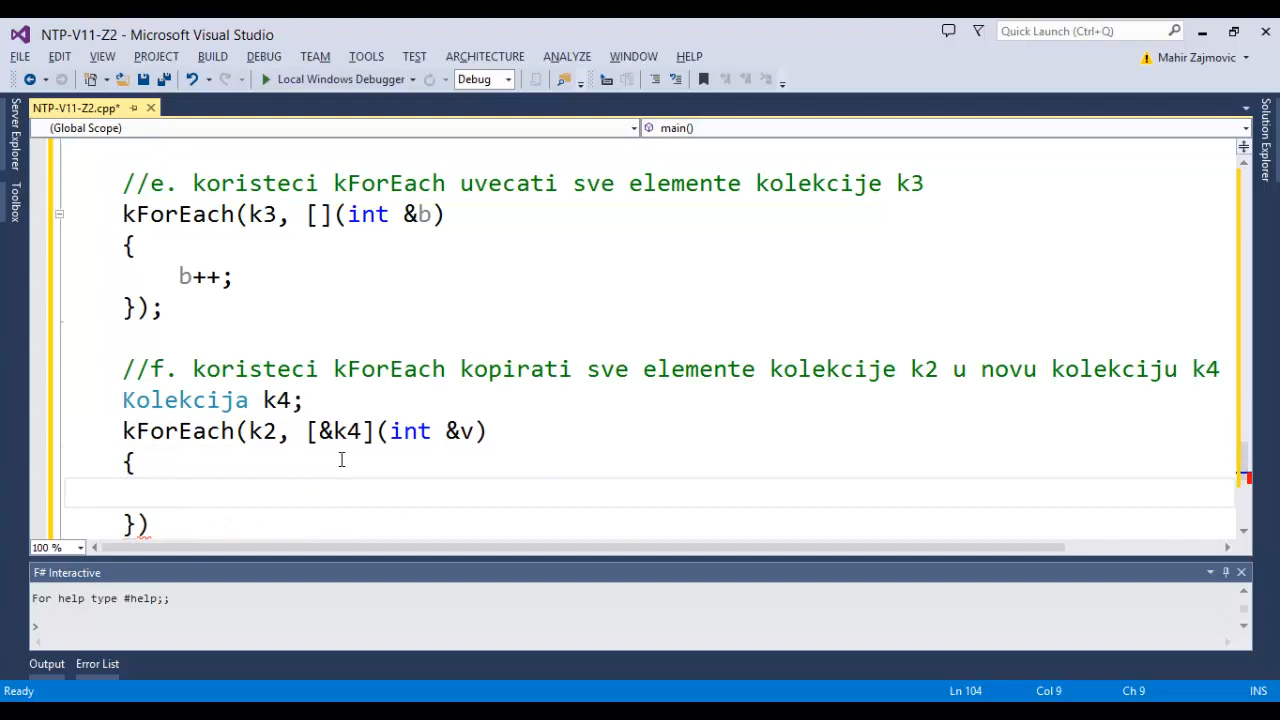 NTP-V11-Z2 - Microsoft Visual Studio
Quick Launch (Ctrl+Q)
FILE EDIT VIEW PROJECT BUILD DEBUG TEAM TOOLS TEST ARCHITECTURE ANALYZE WINDOW HELP
Mahir Zajmovic
Local Windows Debugger
Debug
Server Explorer
Toolbox
Solution Explorer
NTP-V11-Z2.cpp*
(Global Scope)
main()
//e. koristeci kForEach uvecati sve elemente kolekcije k3
kForEach(k3, [](int &b)
{
b++;
});
//f. koristeci kForEach kopirati sve elemente kolekcije k2 u novu kolekciju k4
Kolekcija k4;
kForEach(k2, [&k4](int &v)
{
})
100 %
F# Interactive
For help type #help;;
>
Output Error List
Ready Ln 104 Col 9 Ch 9 INS